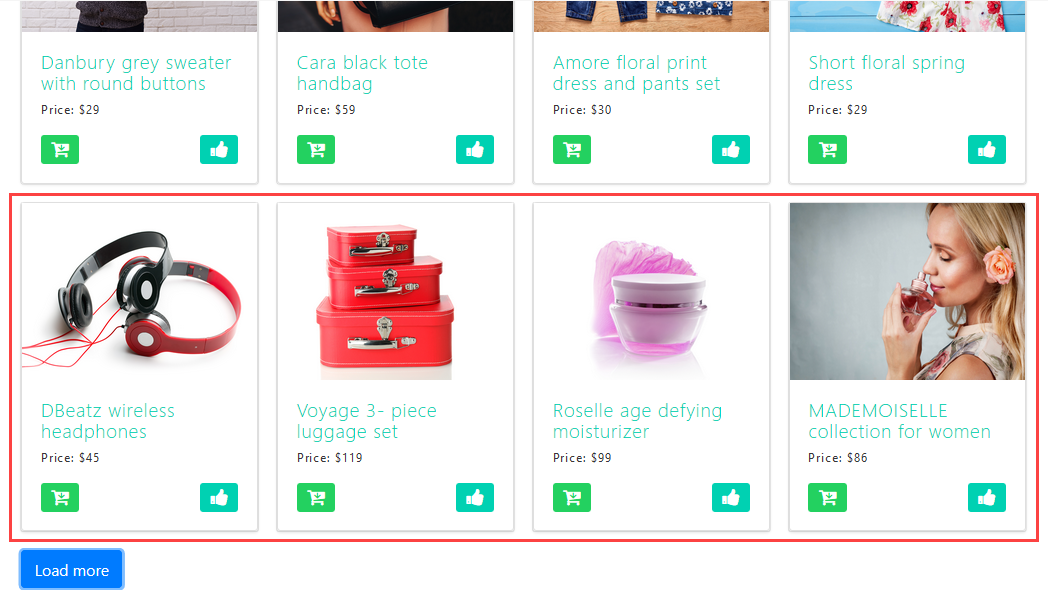 Danbury grey sweater
with round buttons
Price: $29
Cara black tote
handbag
Price: $59
Amore floral print
dress and pants set
Price: $30
Short floral spring
dress
Price: $29
DBeatz wireless
headphones
Price: $45
Voyage 3- piece
luggage set
Price: $119
Roselle age defying
moisturizer
Price: $99
MADEMOISELLE
collection for women
Price: $86
Load more